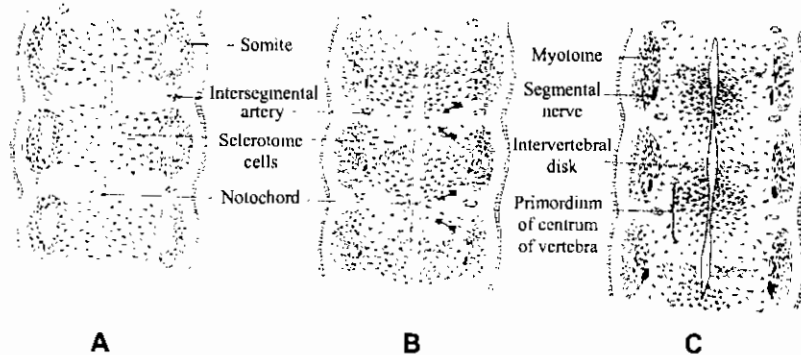 Somite
Intersegmental
artery
Sclerotome
cells
Notochord
Myotome
Segmental
nerve
Intervertebral
disk
Primordium
of centrum
of vertebra
A
B
C